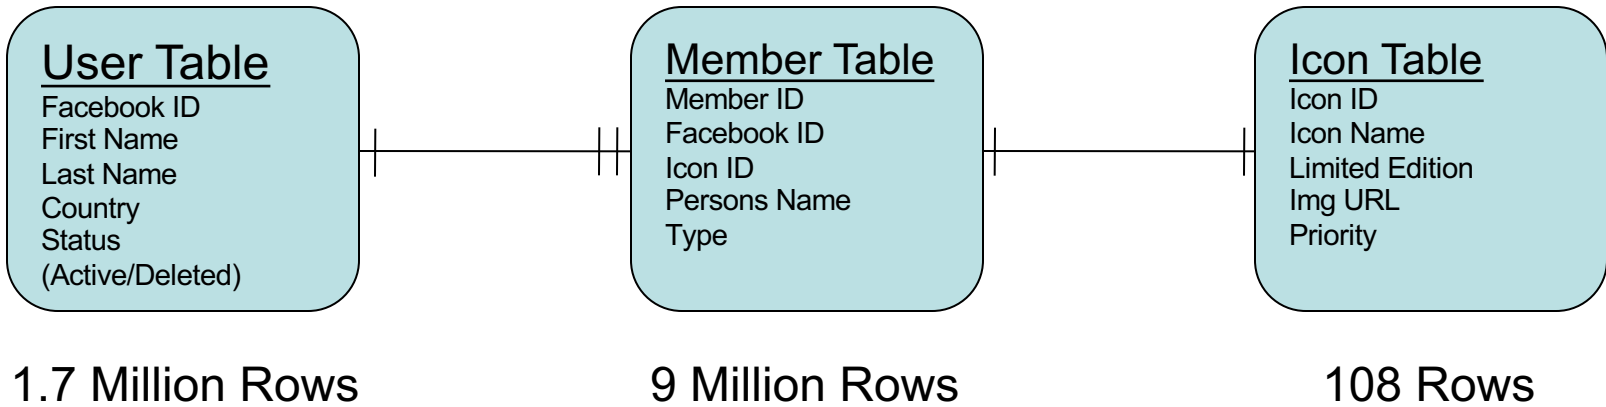 User Table
Facebook ID
First Name
Last Name
Country
Status
(Active/Deleted)
1.7 Million Rows
Member Table
Member ID
Facebook ID
Icon ID
Persons Name
Type
9 Million Rows
Icon Table
Icon ID
Icon Name
Limited Edition
Img URL
Priority
108 Rows